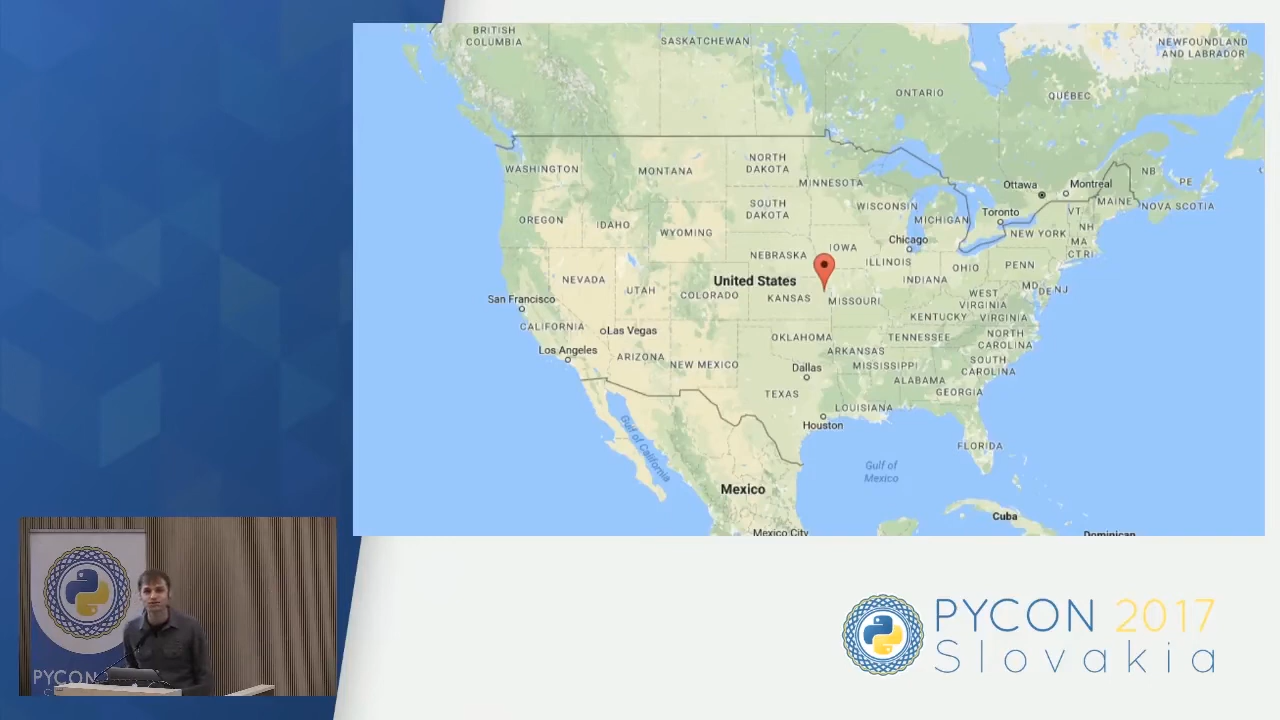 BRITISH
COLUMBIA
SASKATCHEWAN
NEWFOUNDLAND
AND LABRADOR
ONTARIO
QUÉBEC
WASHINGTON
MONTANA
NORTH
DAKOTA
MINNESOTA
Ottawa
Montreal
NB
PE
MAINE
NOVA SCOTIA
OREGON
IDAHO
WYOMING
SOUTH
DAKOTA
WISCONSIN
MICHIGAN
Toronto
VT
NH
NEW YORK
MA
CT
RI
NEBRASKA
IOWA
Chicago
ILLINOIS
INDIANA
OHIO
PENN
NEVADA
UTAH
COLORADO
United States
KANSAS
MISSOURI
WEST
VIRGINIA
MD
DE
NJ
San Francisco
CALIFORNIA
Las Vegas
KENTUCKY
VIRGINIA
Los Angeles
ARIZONA
NEW MEXICO
OKLAHOMA
ARKANSAS
TENNESSEE
NORTH
CAROLINA
Dallas
MISSISSIPPI
SOUTH
CAROLINA
ALABAMA
GEORGIA
TEXAS
LOUISIANA
Houston
FLORIDA
Gulf of California
Gulf of
Mexico
Mexico
Mexico City
Cuba
Dominican
PYCON
PYCON 2017
Slovakia